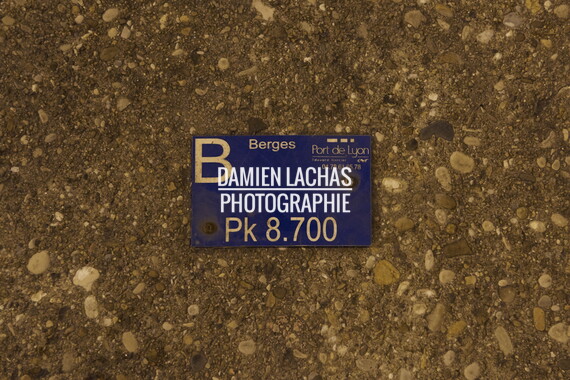 B Berges
Port de Lyon
DAMIEN LACHAS
PHOTOGRAPHIE
Pk 8.700